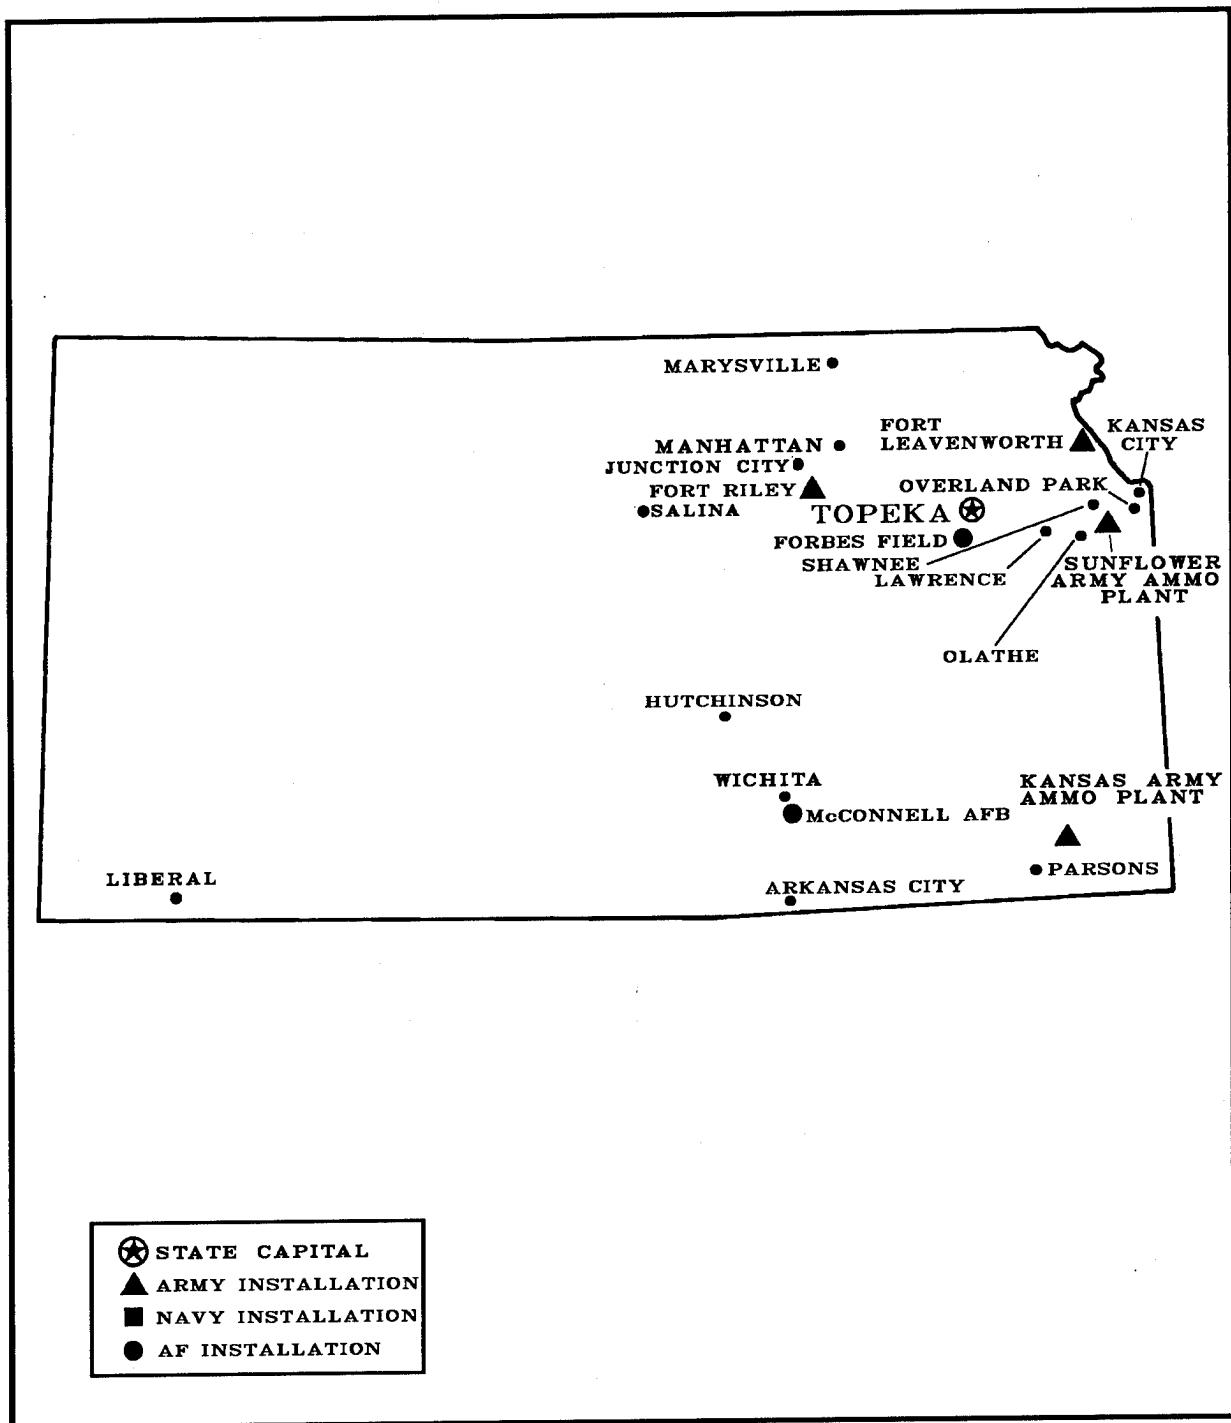 MARYSVILLE
FORT
LEAVENWORTH
KANSAS
CITY
MANHATTAN
JUNCTION CITY
FORT RILEY
OVERLAND PARK
SALINA
TOPEKA
FORBES FIELD
SHAWNEE
LAWRENCE
SUNFLOWER
ARMY AMMO
PLANT
OLATHE
HUTCHINSON
WICHITA
McCONNELL AFB
KANSAS ARMY
AMMO PLANT
PARSONS
LIBERAL
ARKANSAS CITY
STATE CAPITAL
ARMY INSTALLATION
NAVY INSTALLATION
AF INSTALLATION